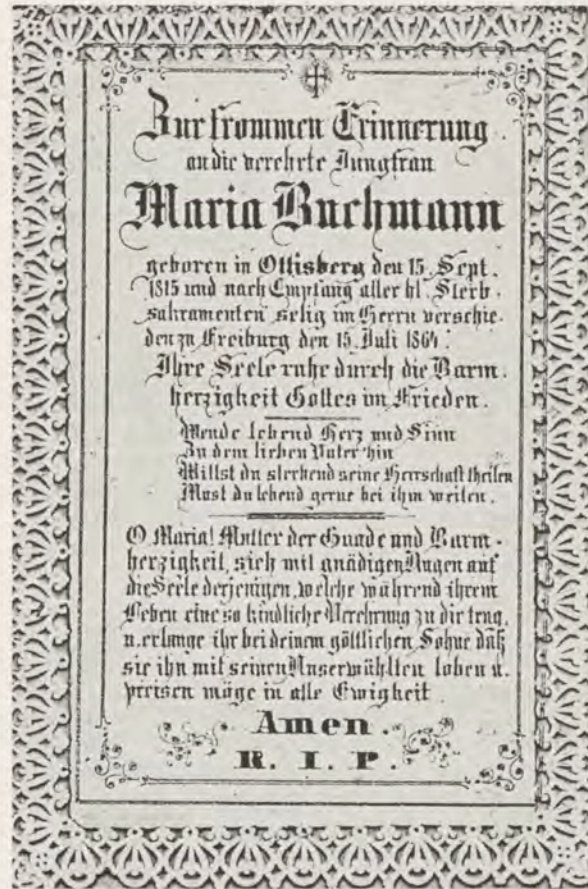 Zur frommen Erinnerung
an die verehrte Jungfrau
Maria Buchmann
geboren in Ottisberg den 15. Sept.
1815 und nach Empfang aller hl. Sterb-
sakramenten selig im Herrn verschie-
den zu Freiburg den 15. Juli 1864.
Ihre Seele ruhe durch die Barm-
herzigkeit Gottes im Frieden.
Wende lebend Herz und Sinn
Zu dem lieben Vater hin
Willst du sterbend seine Herrschaft theilen
Must du lebend gerne bei ihm weilen.
O Maria! Mutter der Gnade und Barm-
herzigkeit, sich mit gnädigen Augen auf
die Seele derjenigen, welche während ihrem
Leben eine so kindliche Verehrung zu dir trug,
u. erlange ihr bei deinem göttlichen Sohne daß
sie ihn mit seinen Auserwählten loben u.
preisen möge in alle Ewigkeit
Amen.
R. I. P.